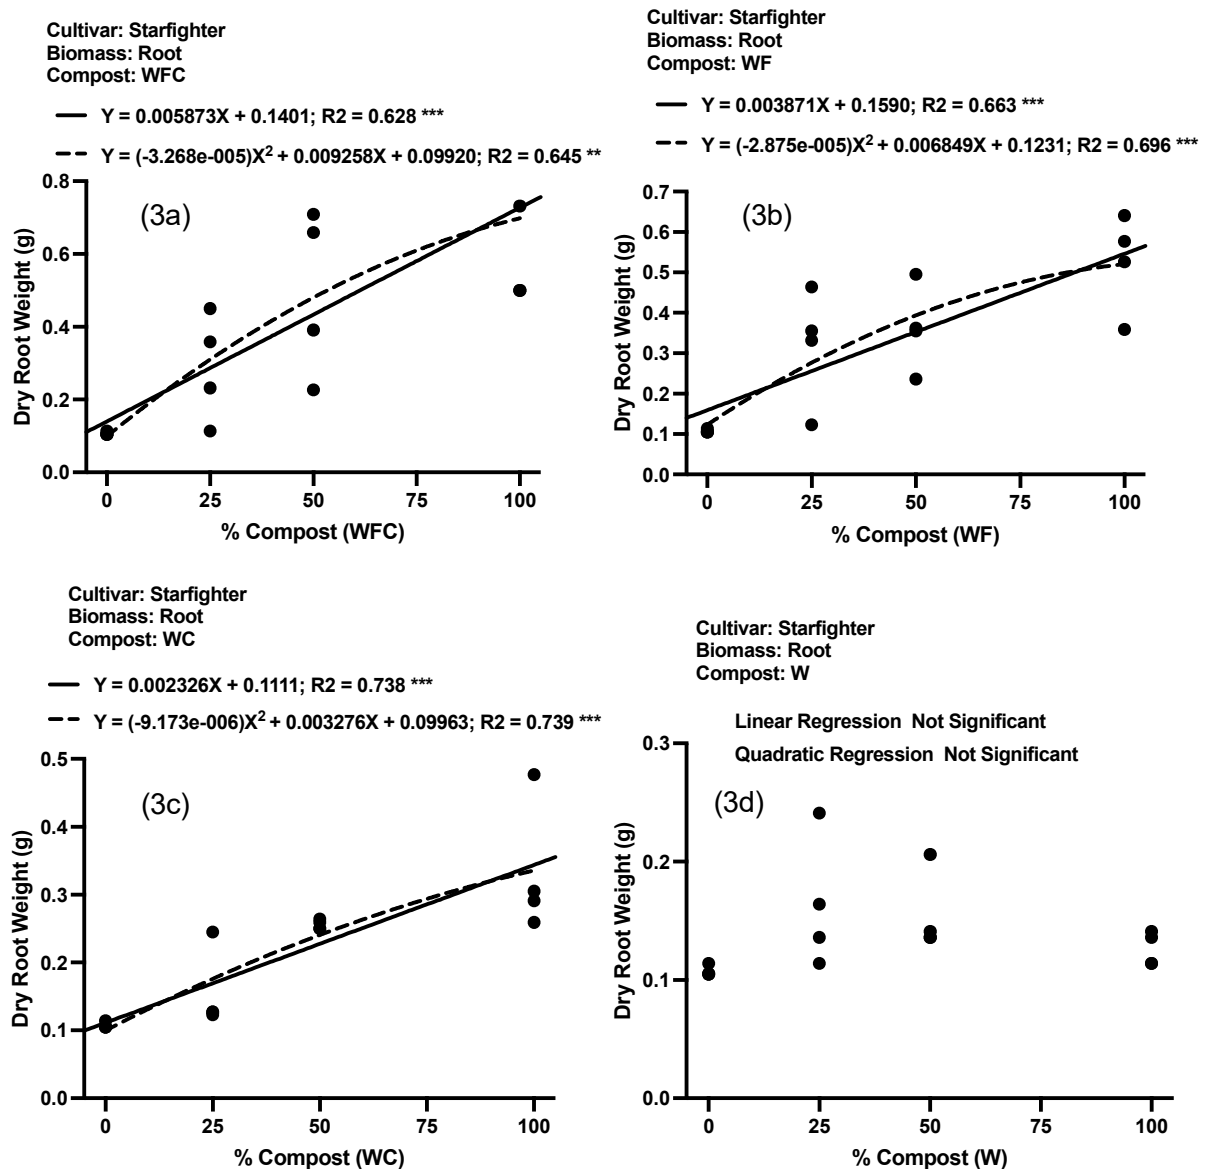 Cultivar: Starfighter
Biomass: Root
Compost: WFC
Y = 0.005873X + 0.1401; R2 = 0.628 ***
Y = (-3.268e-005)X² + 0.009258X + 0.09920; R2 = 0.645 **
0.8
0.6
0.4
0.2
0.0
Dry Root Weight (g)
(3a)
0 25 50 75 100
% Compost (WFC)
Cultivar: Starfighter
Biomass: Root
Compost: WF
Y = 0.003871X + 0.1590; R2 = 0.663 ***
Y = (-2.875e-005)X² + 0.006849X + 0.1231; R2 = 0.696 ***
0.7
0.6
0.5
0.4
0.3
0.2
0.1
0.0
Dry Root Weight (g)
(3b)
0 25 50 75 100
% Compost (WF)
Cultivar: Starfighter
Biomass: Root
Compost: WC
Y = 0.002326X + 0.1111; R2 = 0.738 ***
Y = (-9.173e-006)X² + 0.003276X + 0.09963; R2 = 0.739 ***
0.5
0.4
0.3
0.2
0.1
0.0
Dry Root Weight (g)
(3c)
0 25 50 75 100
% Compost (WC)
Cultivar: Starfighter
Biomass: Root
Compost: W
Linear Regression Not Significant
Quadratic Regression Not Significant
0.3
0.2
0.1
0.0
Dry Root Weight (g)
(3d)
0 25 50 75 100
% Compost (W)